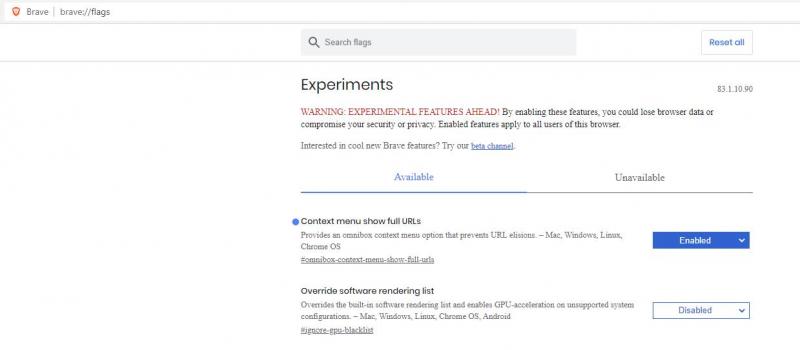 Brave | brave://flags
Search flags
Reset all
Experiments
83.1.10.90
WARNING: EXPERIMENTAL FEATURES AHEAD! By enabling these features, you could lose browser data or
compromise your security or privacy. Enabled features apply to all users of this browser.
Interested in cool new Brave features? Try our beta channel.
Available
Unavailable
Context menu show full URLs
Provides an omnibox context menu option that prevents URL elisions. – Mac, Windows, Linux,
Chrome OS
#omnibox-context-menu-show-full-urls
Enabled
Override software rendering list
Overrides the built-in software rendering list and enables GPU-acceleration on unsupported system
configurations. – Mac, Windows, Linux, Chrome OS, Android
#ignore-gpu-blacklist
Disabled